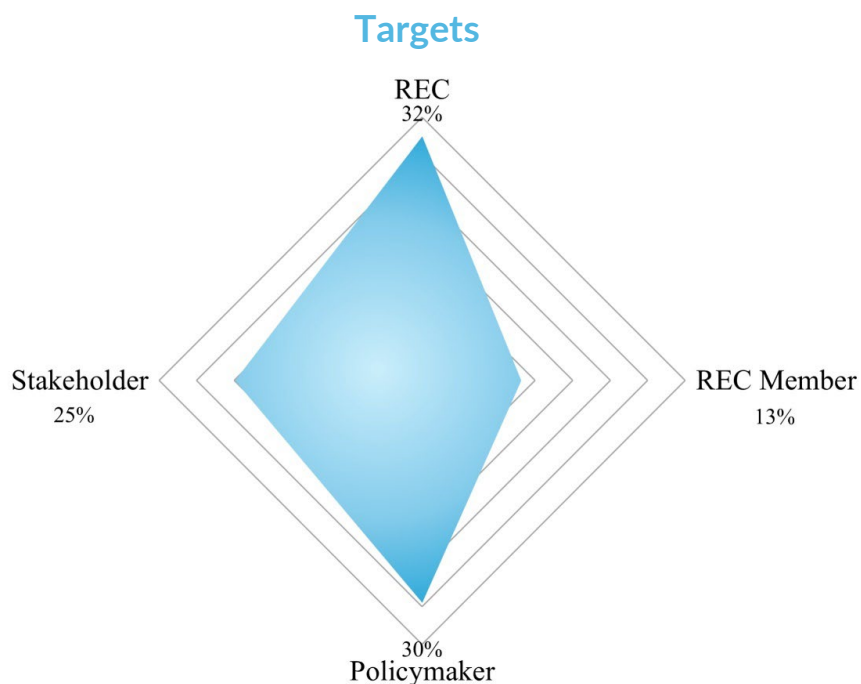 Targets
REC
32%
Stakeholder
25%
REC Member
13%
30%
Policymaker